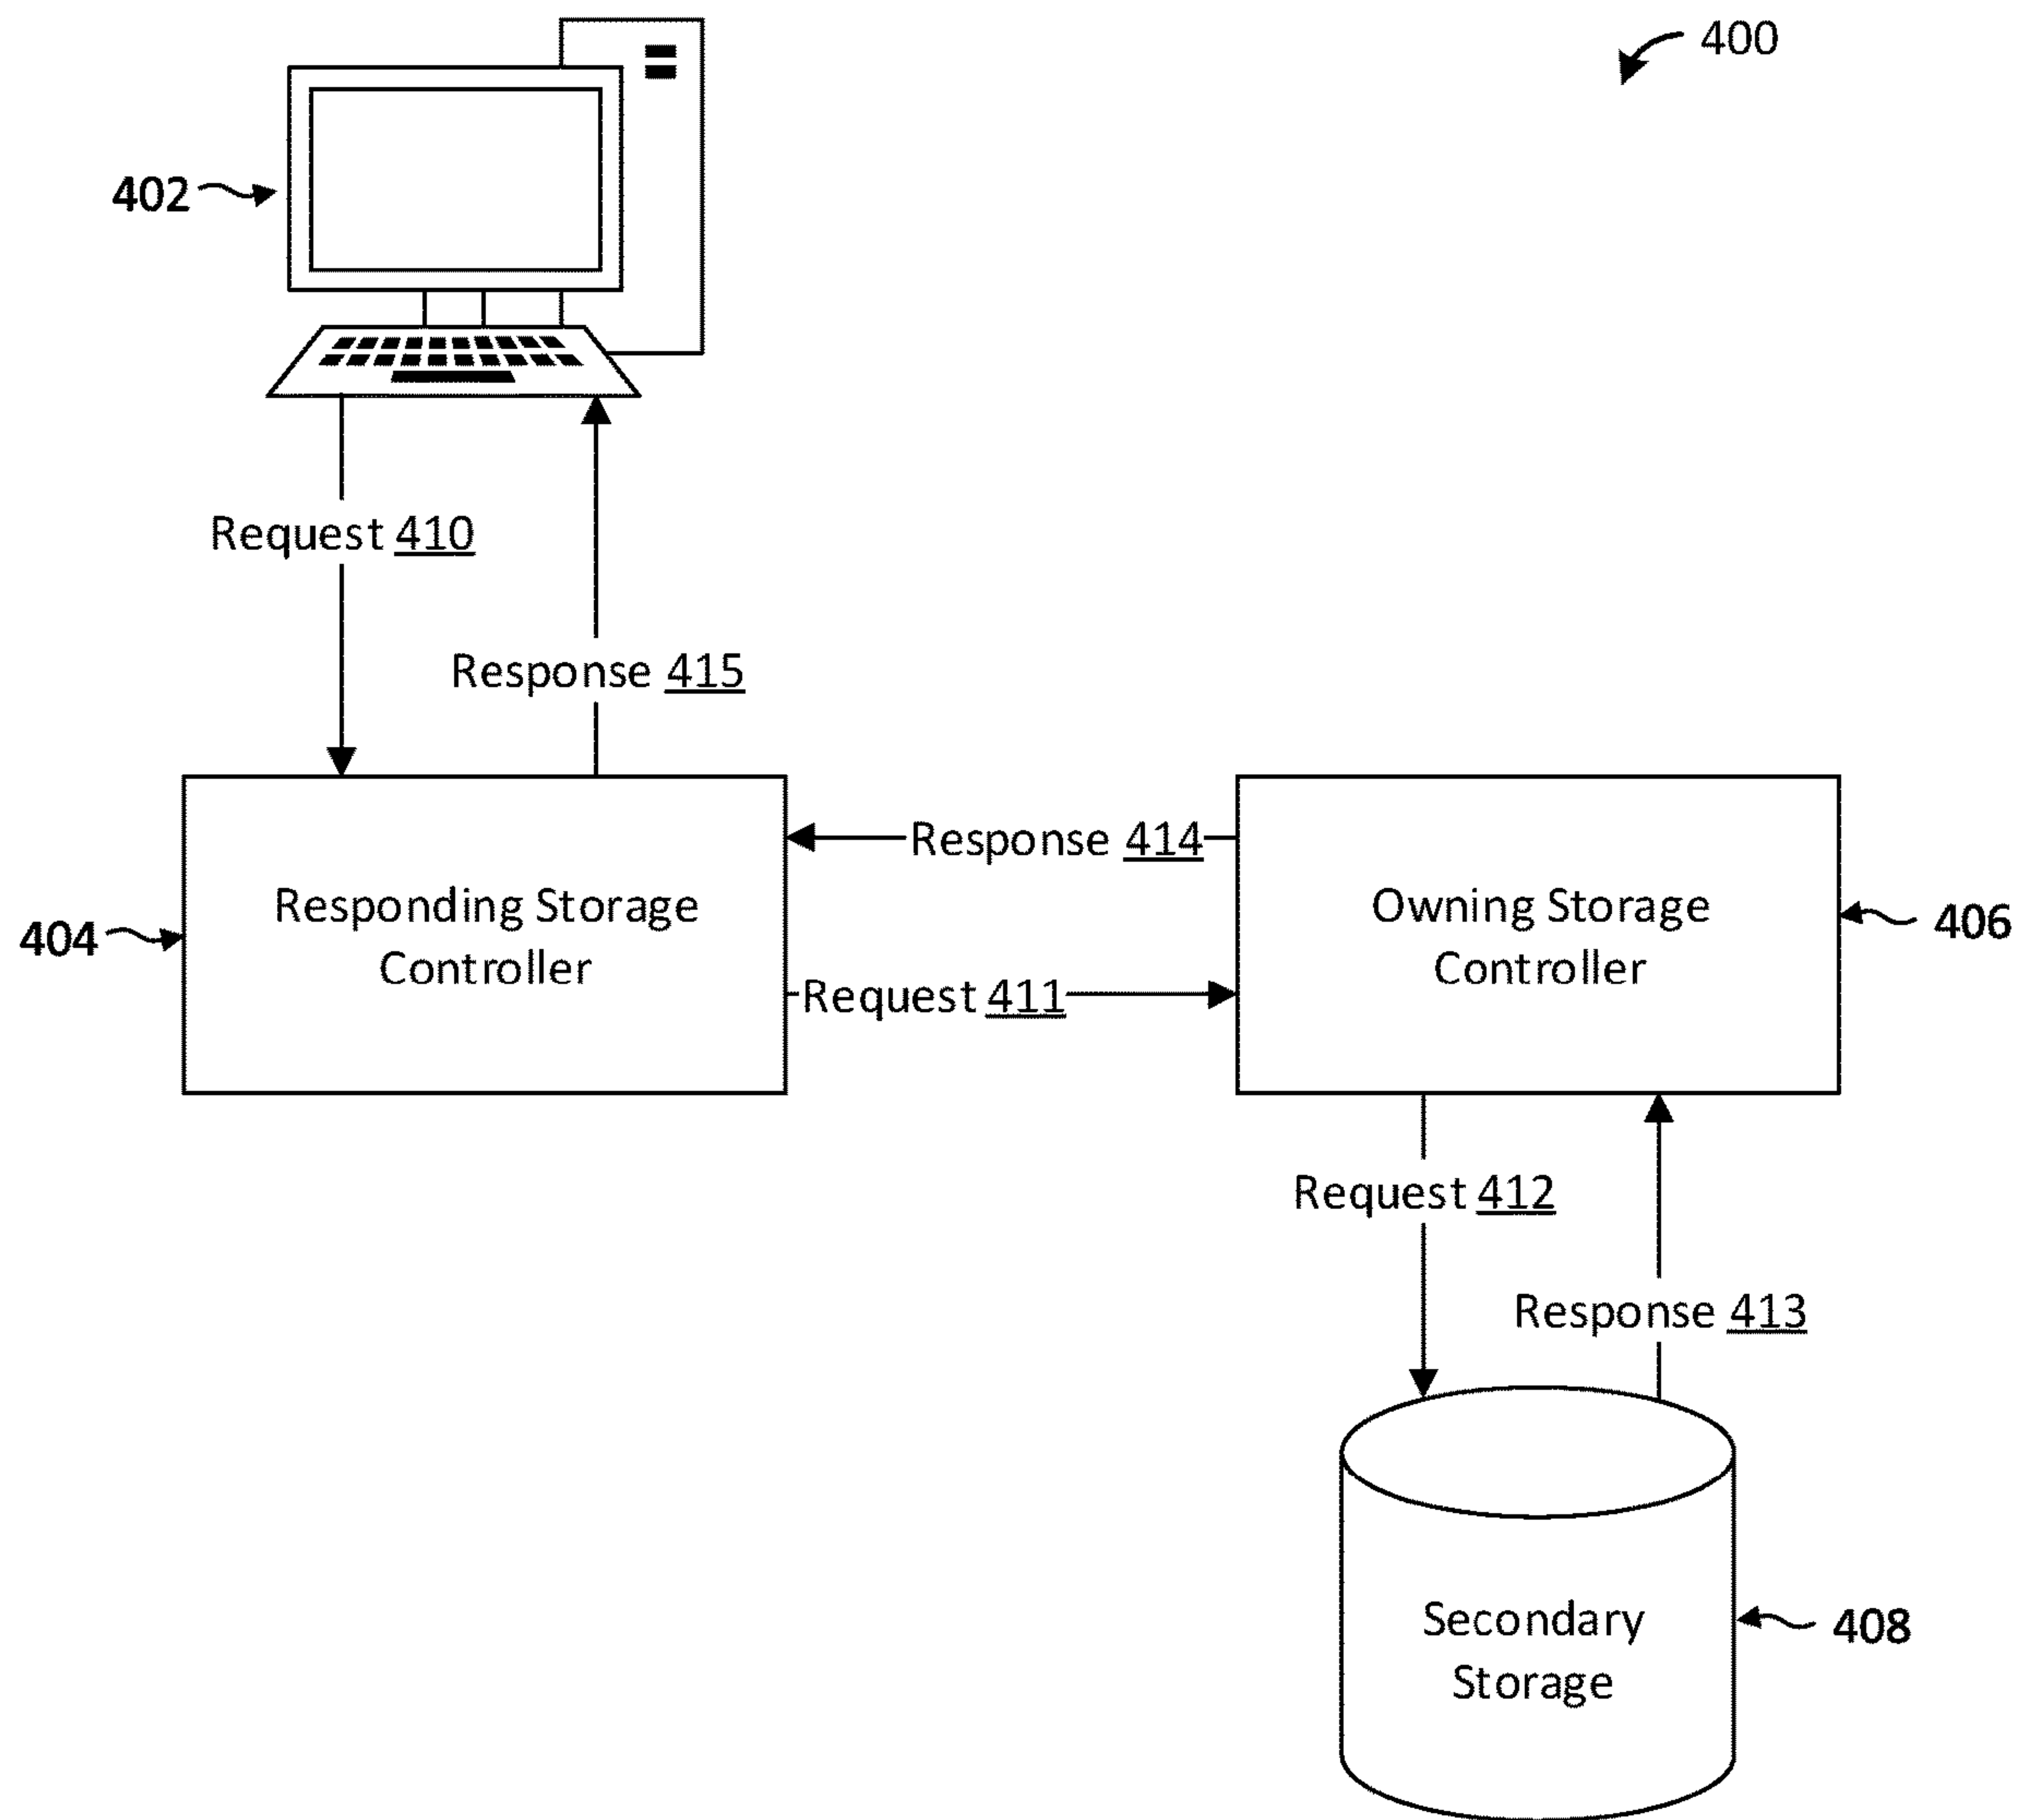 400
402
Request 410
Response 415
Response 414
Responding Storage
Controller
Owning Storage
Controller
404
406
Request 411
Request 412
Response 413
Secondary
Storage
408